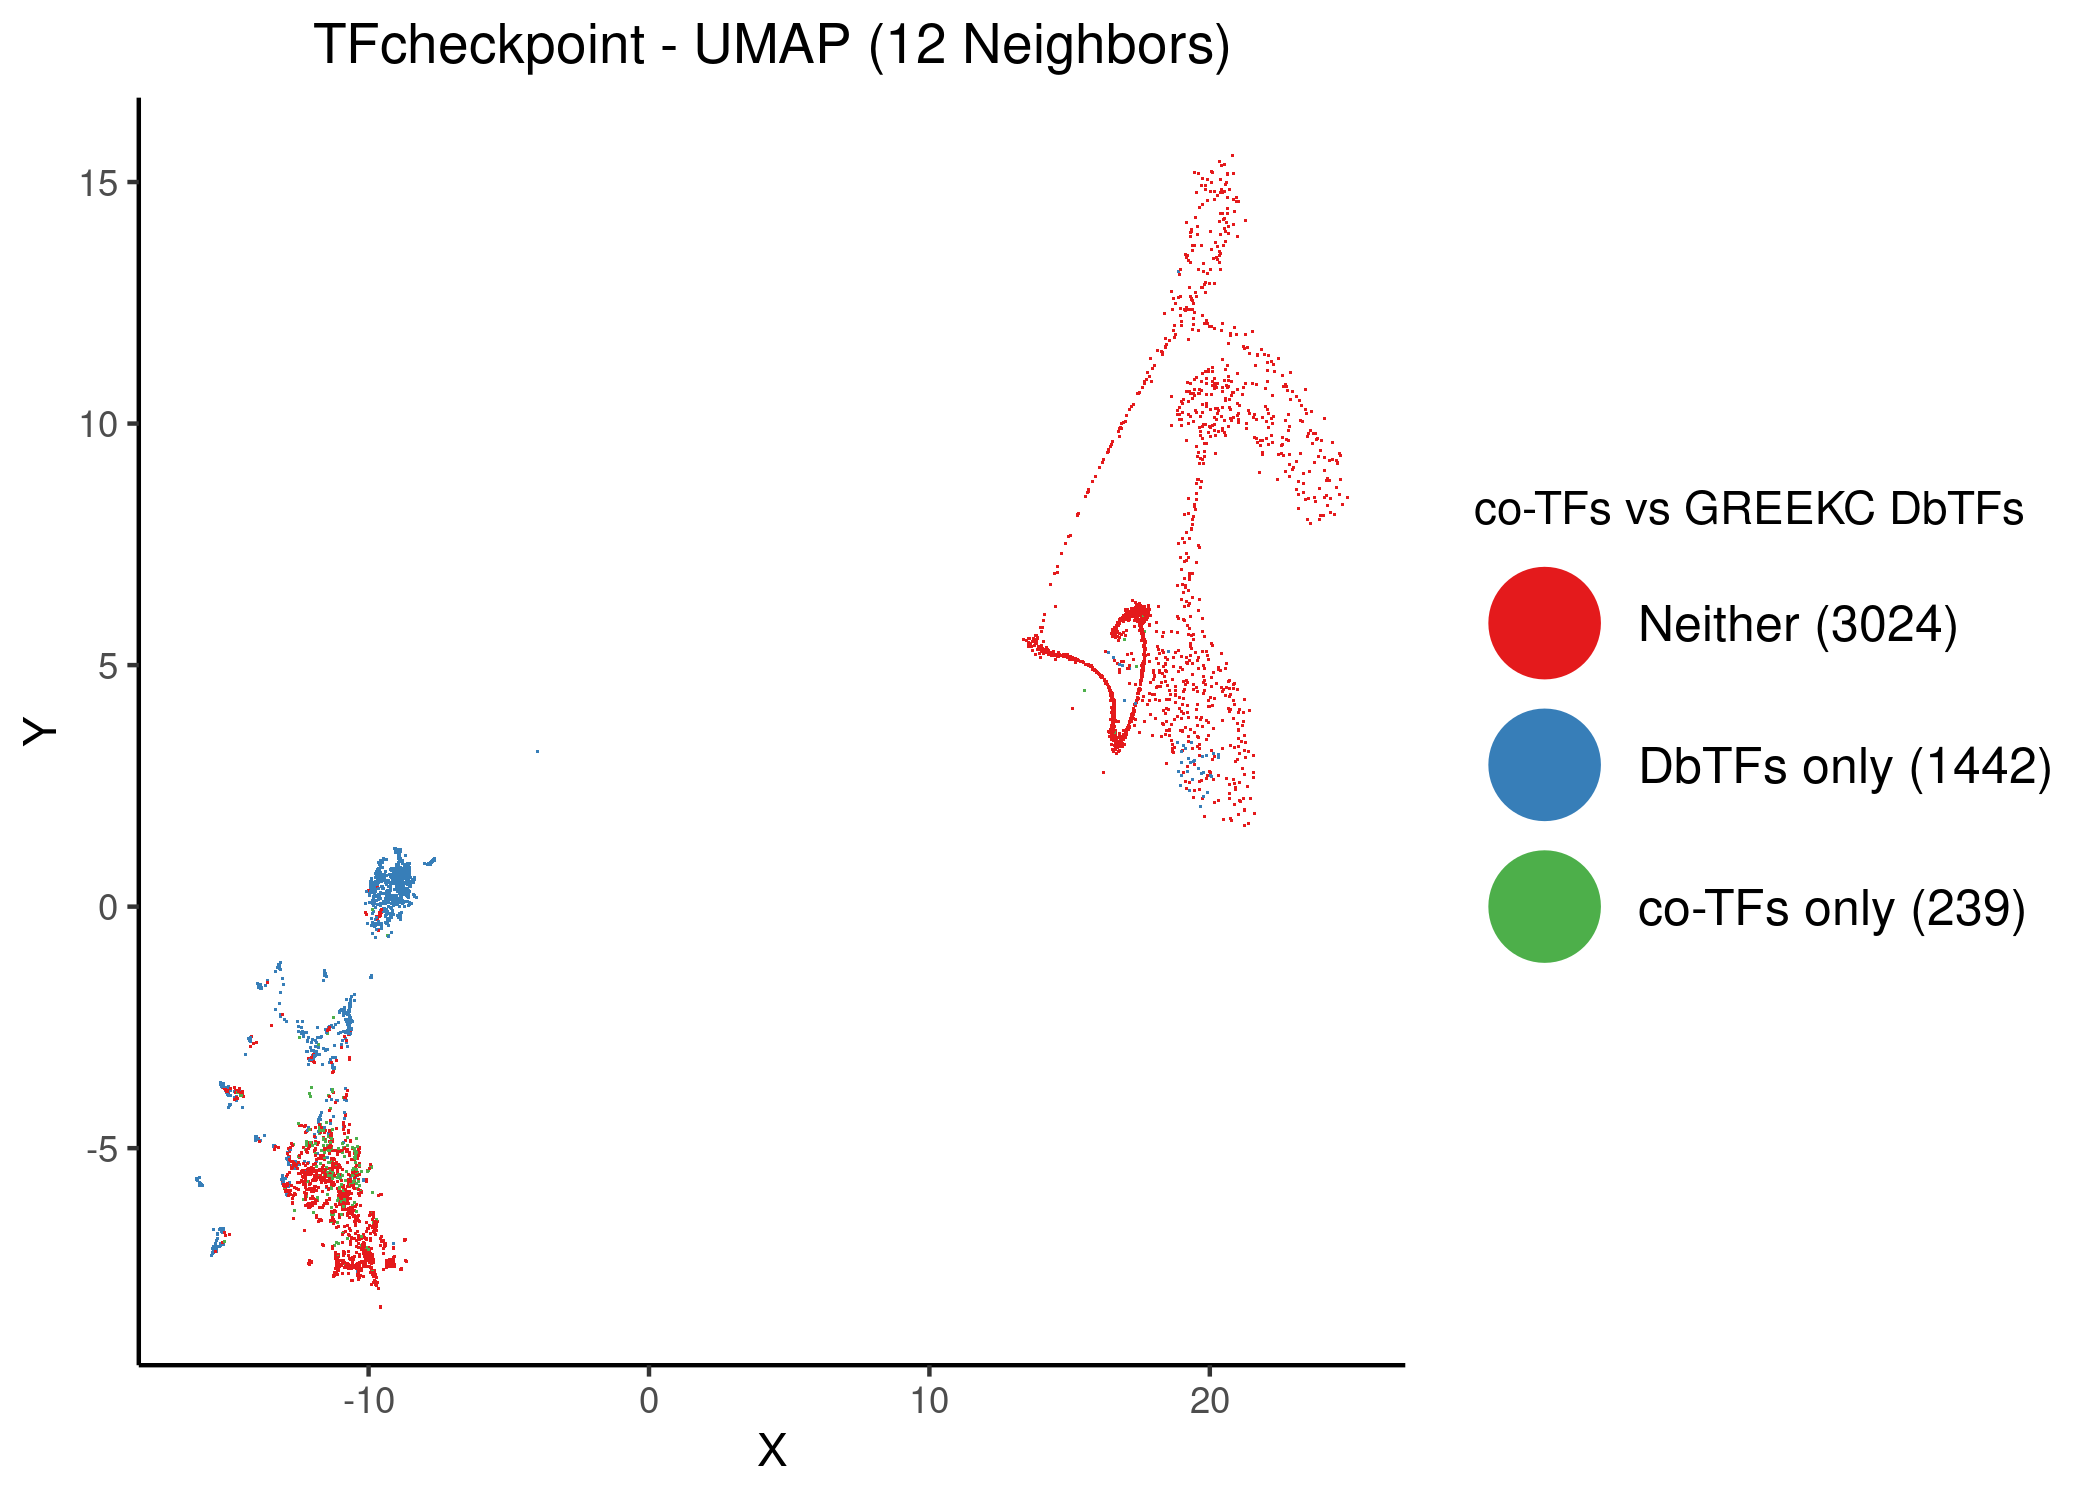 TFcheckpoint - UMAP (12 Neighbors)
15
10
5
0
-5
Y
-10
0
10
20
X
co-TFs vs GREEKC DbTFs
Neither (3024)
DbTFs only (1442)
co-TFs only (239)